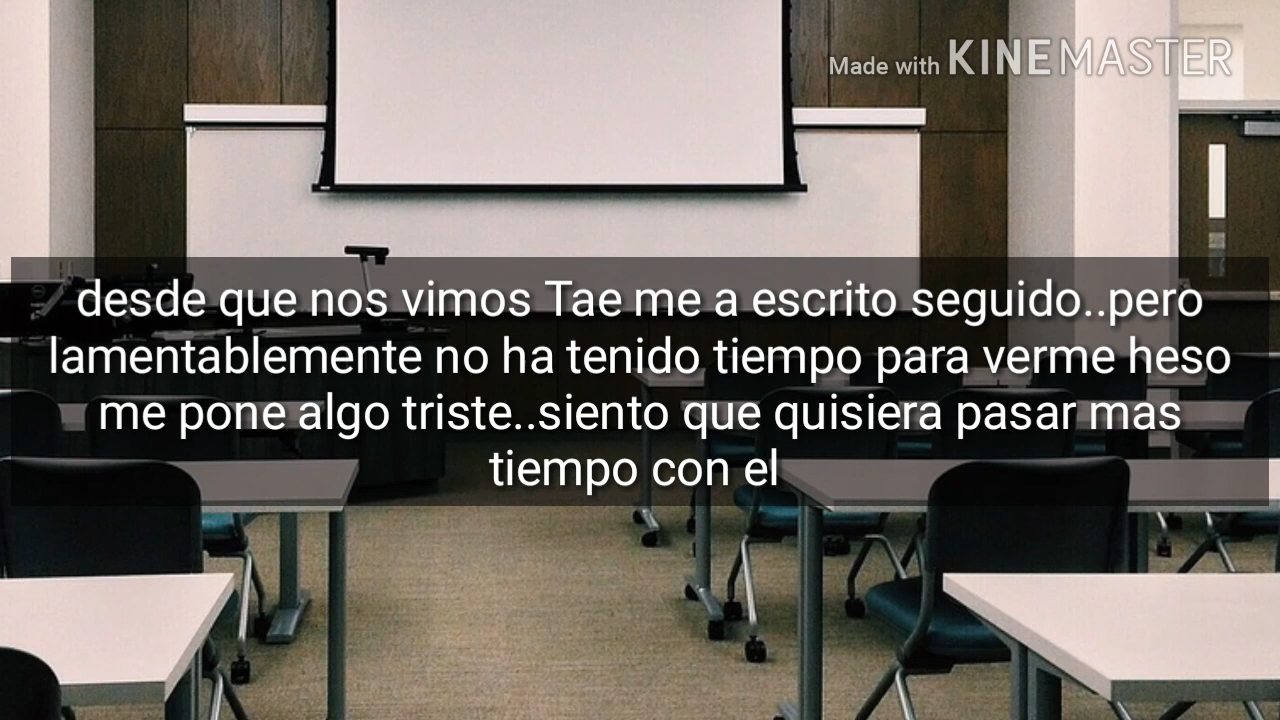 Made with KINEMASTER
desde que nos vimos Tae me a escrito seguido..pero
lamentablemente no ha tenido tiempo para verme heso
me pone algo triste..siento que quisiera pasar mas
tiempo con el